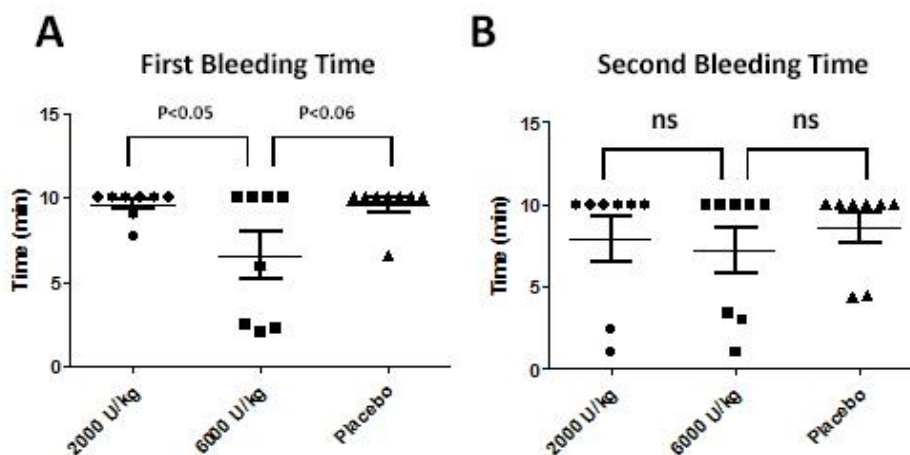 A
First Bleeding Time
P<0.05
P<0.06
15
10
5
0
Time (min)
2000 U/kg
6000 U/kg
Placebo
B
Second Bleeding Time
ns
ns
15
10
5
0
Time (min)
2000 U/kg
6000 U/kg
Placebo